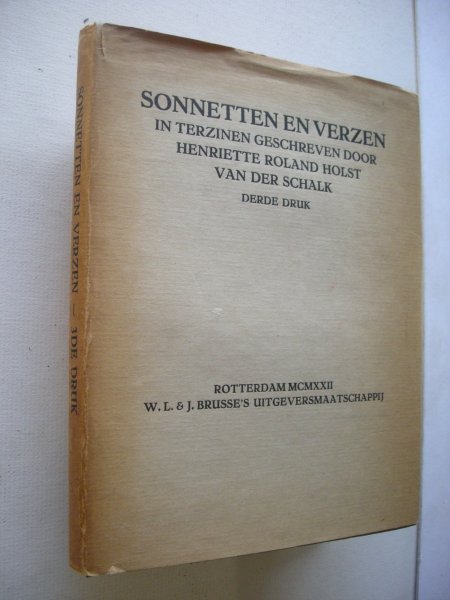 SONNETTEN EN VERZEN
IN TERZINEN GESCHREVEN DOOR
HENRIETTE ROLAND HOLST
VAN DER SCHALK
DERDE DRUK
ROTTERDAM MCMXXII
W. L. & J. BRUSSE'S UITGEVERSMAATSCHAPPIJ
SONNETTEN EN VERZEN — 3DE DRUK